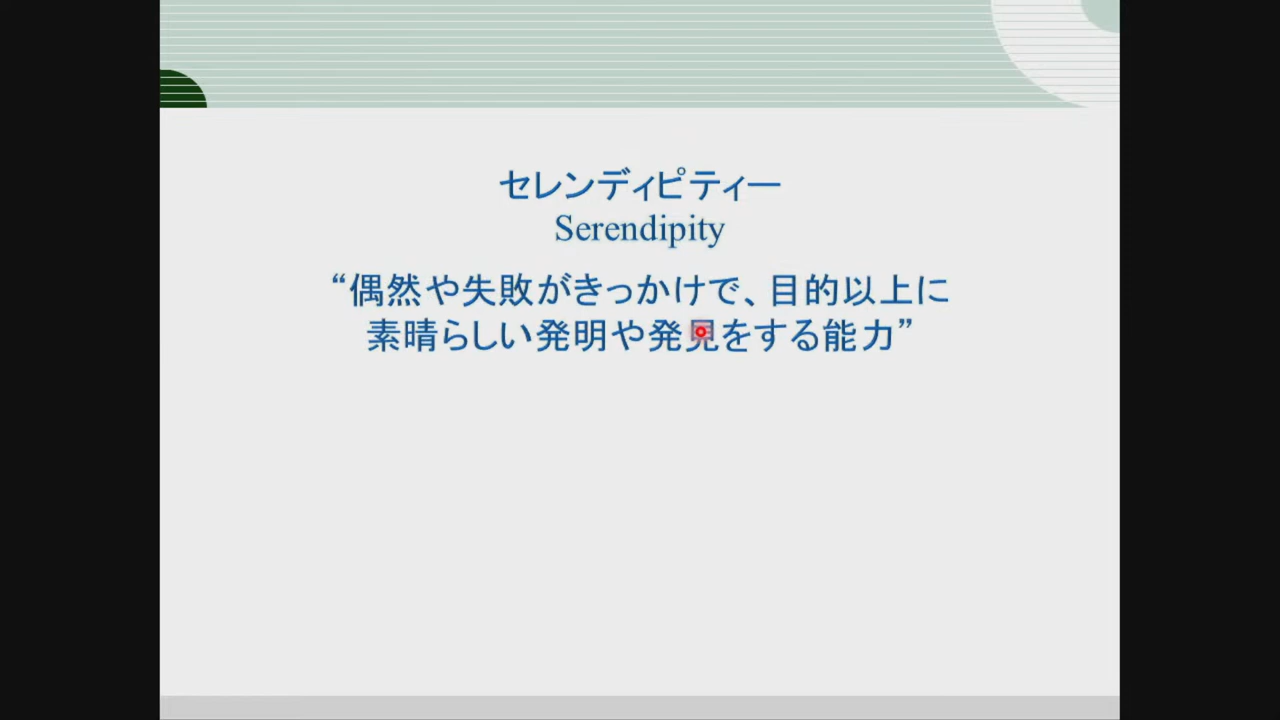 セレンディピティー
Serendipity
“偶然や失敗がきっかけで、目的以上に
素晴らしい発明や発見をする能力”